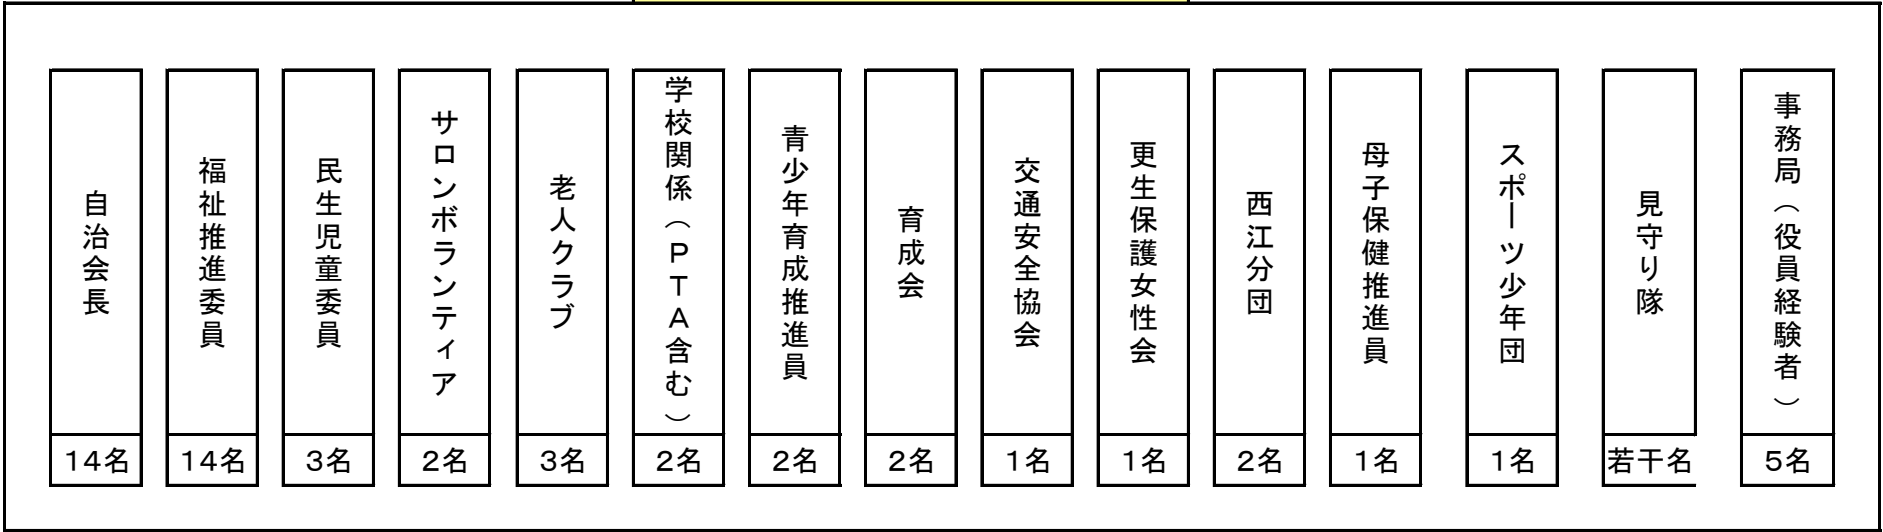 自治会長
14名
福祉推進委員
14名
民生児童委員
3名
サロンボランティア
2名
老人クラブ
3名
学校関係（PTA含む）
2名
青少年育成推進員
2名
育成会
2名
交通安全協会
1名
更生保護女性会
1名
西江分団
2名
母子保健推進員
1名
スポーツ少年団
1名
見守り隊
若干名
事務局（役員経験者）
5名